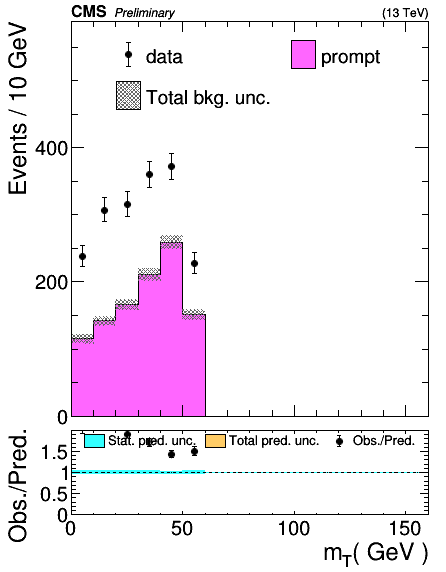 CMS Preliminary (13 TeV)
Events / 10 GeV
data prompt
Total bkg. unc.
400
200
0
Obs./Pred.
Stat. pred. unc. Total pred. unc. Obs./Pred.
1.5
1
0.5
0
0 50 100 150
m_T( GeV )